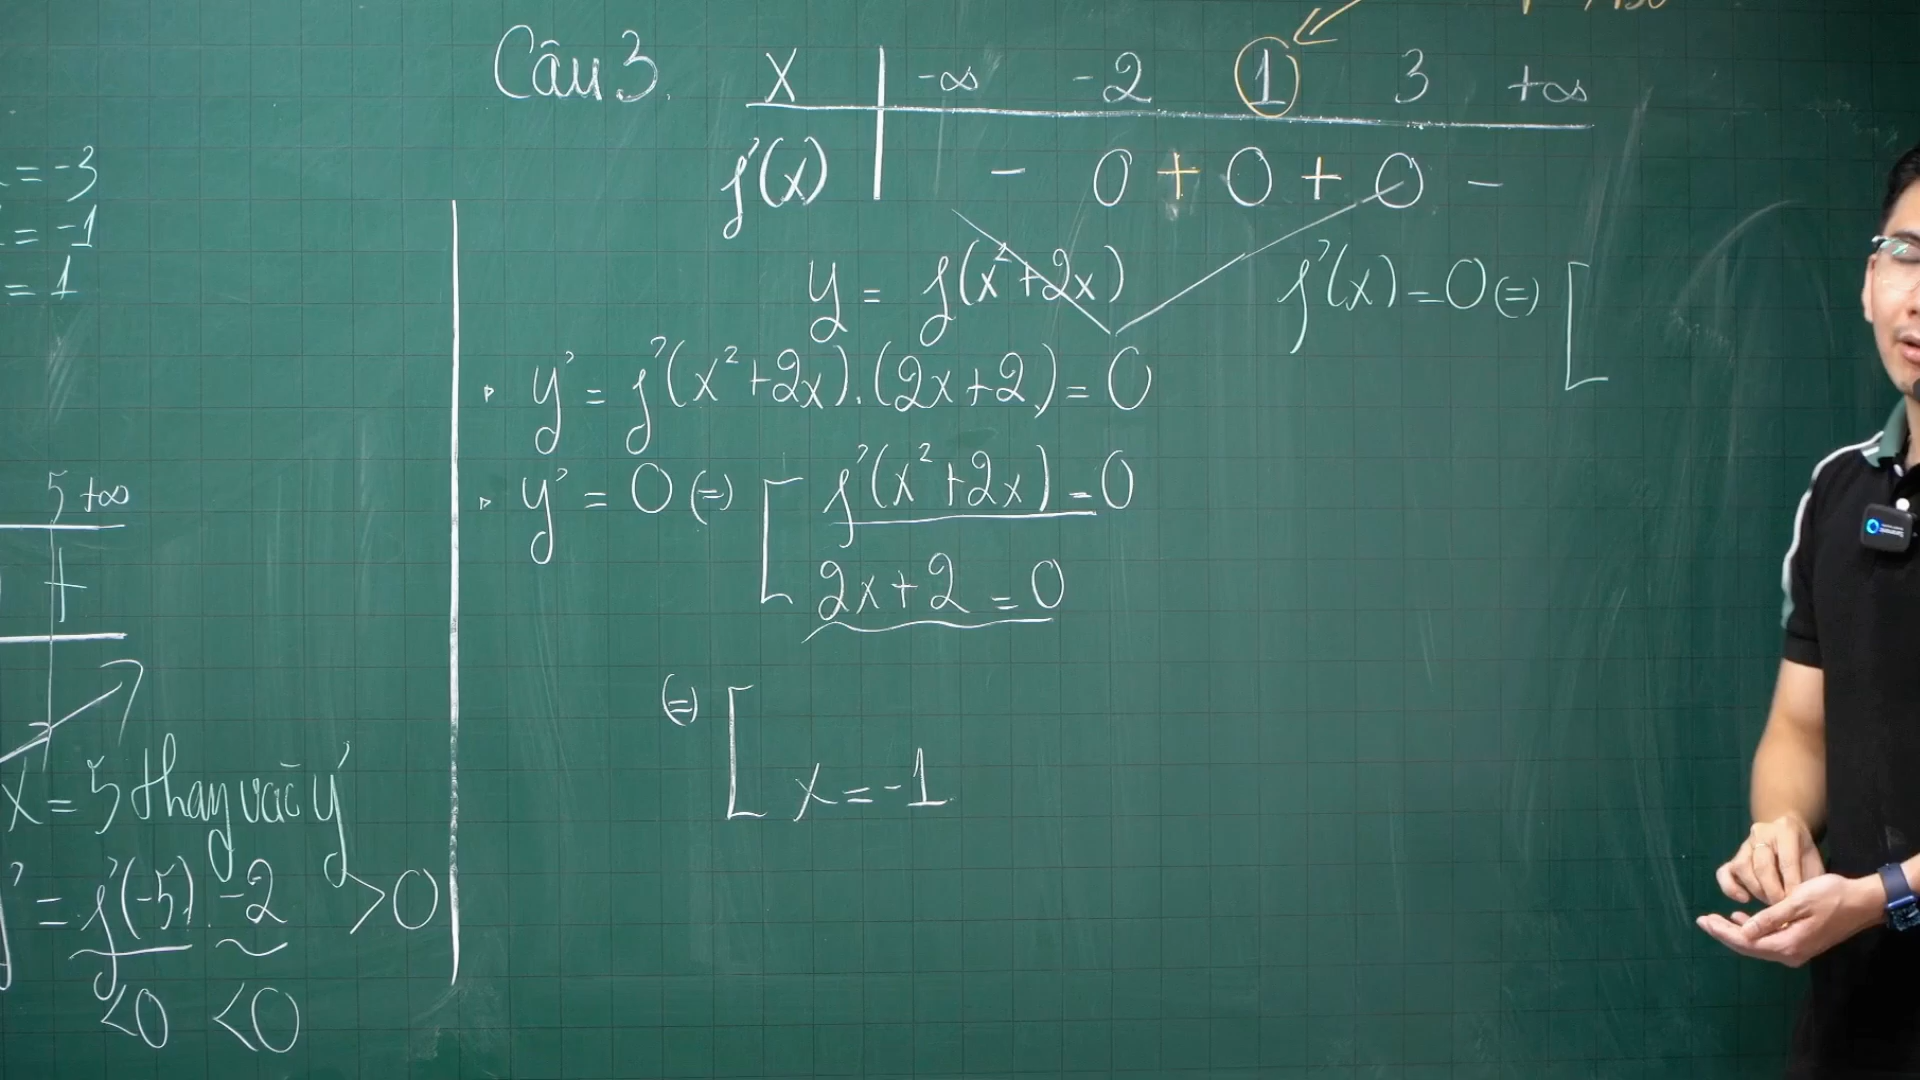 Câu 3.
x | -∞ -2 1 3 +∞
f'(x) | - 0 + 0 + 0 -
y = f(x²+2x)
f'(x) = 0 (=) [
y' = f'(x²+2x).(2x+2) = 0
y' = 0 (=) [ f'(x²+2x) = 0
2x+2 = 0
(=) [
x = -1
= -3
= -1
= 1
5 +∞
+
x = 5 thay vào y'
' = f'(-5) . -2 > 0
<0 <0